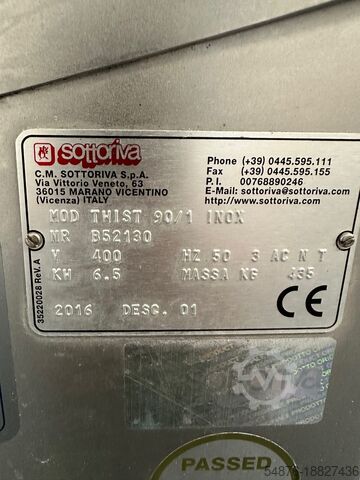 sottoriva
C.M. SOTTORIVA S.p.A.
Via Vittorio Veneto, 63
36015 MARANO VICENTINO
(Vicenza) ITALY
Phone (+39) 0445.595.111
Fax (+39) 0445.595.155
P. I. 00768890246
E-Mail: sottoriva@sottoriva.com
www.sottoriva.com
MOD TWIST 90/1 INOX
NR B52130
V 400 HZ 50 3 AC N T
KW 6.5 MASSA KG 435
2016 DESC. 01
CE
35220028 REV. A
PASSED
54876-18827436